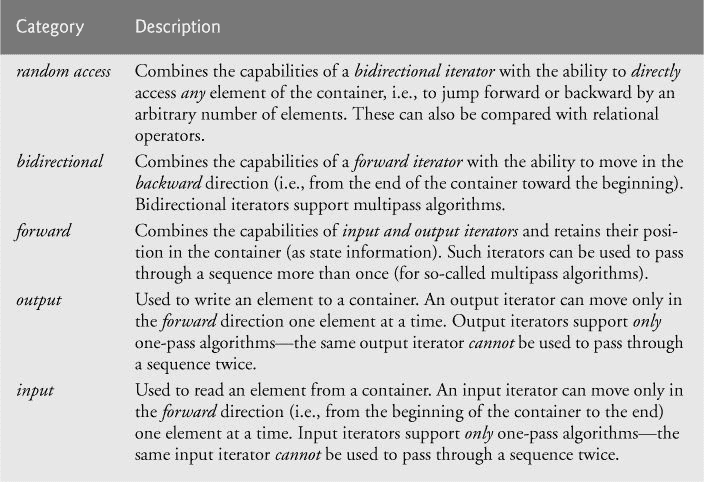 Category Description
random access Combines the capabilities of a bidirectional iterator with the ability to directly
access any element of the container, i.e., to jump forward or backward by an
arbitrary number of elements. These can also be compared with relational
operators.
bidirectional Combines the capabilities of a forward iterator with the ability to move in the
backward direction (i.e., from the end of the container toward the beginning).
Bidirectional iterators support multipass algorithms.
forward Combines the capabilities of input and output iterators and retains their posi-
tion in the container (as state information). Such iterators can be used to pass
through a sequence more than once (for so-called multipass algorithms).
output Used to write an element to a container. An output iterator can move only in
the forward direction one element at a time. Output iterators support only
one-pass algorithms—the same output iterator cannot be used to pass through
a sequence twice.
input Used to read an element from a container. An input iterator can move only in
the forward direction (i.e., from the beginning of the container to the end)
one element at a time. Input iterators support only one-pass algorithms—the
same input iterator cannot be used to pass through a sequence twice.